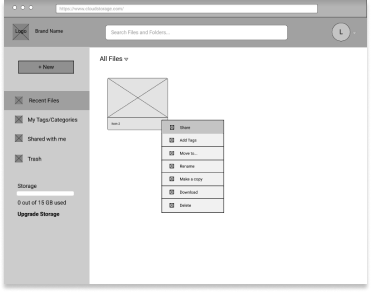 https://www.cloudstorage.com/
Logo
Brand Name
Search Files and Folders...
L
+ New
All Files
Recent Files
My Tags/Categories
Shared with me
Trash
Storage
0 out of 15 GB used
Upgrade Storage
Share
Add Tags
Move to...
Rename
Make a copy
Download
Delete